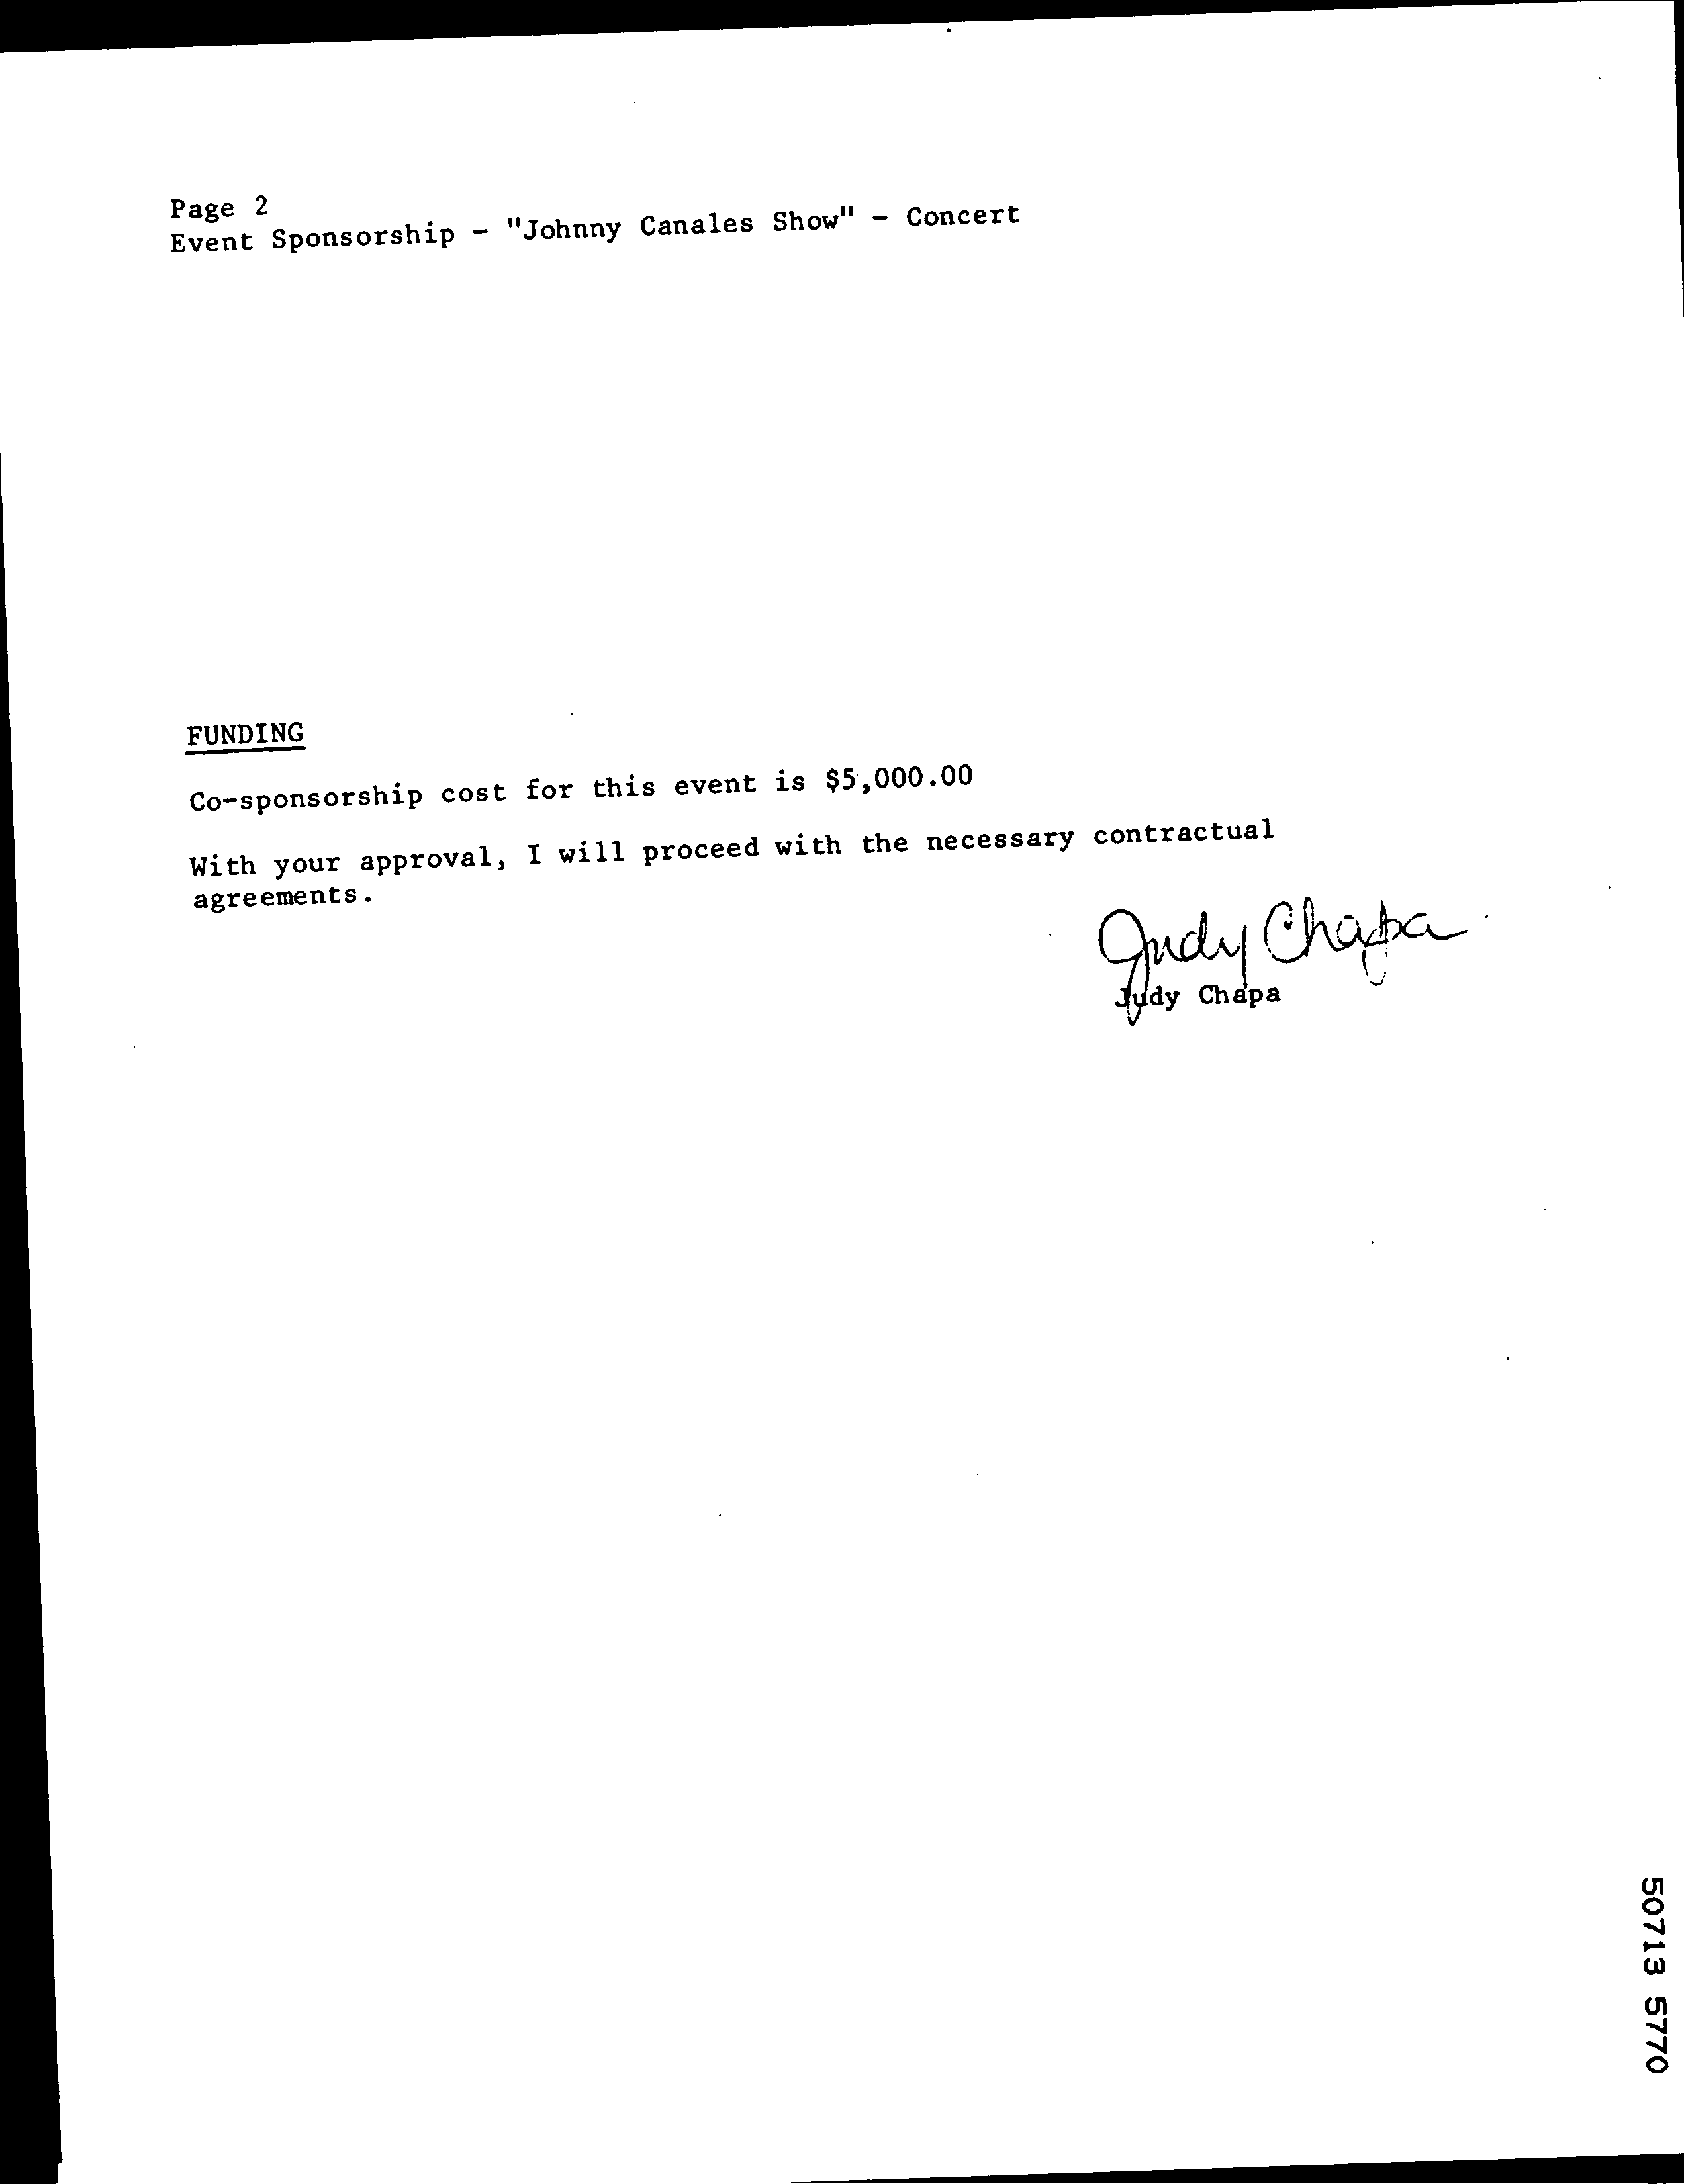 Page 2
Event Sponsorship - "Johnny Canales Show" - Concert
FUNDING
Co-sponsorship cost for this event is $5,000.00
With your approval, I will proceed with the necessary contractual
agreements.
Judy Chapa
Judy Chapa
50713 5770